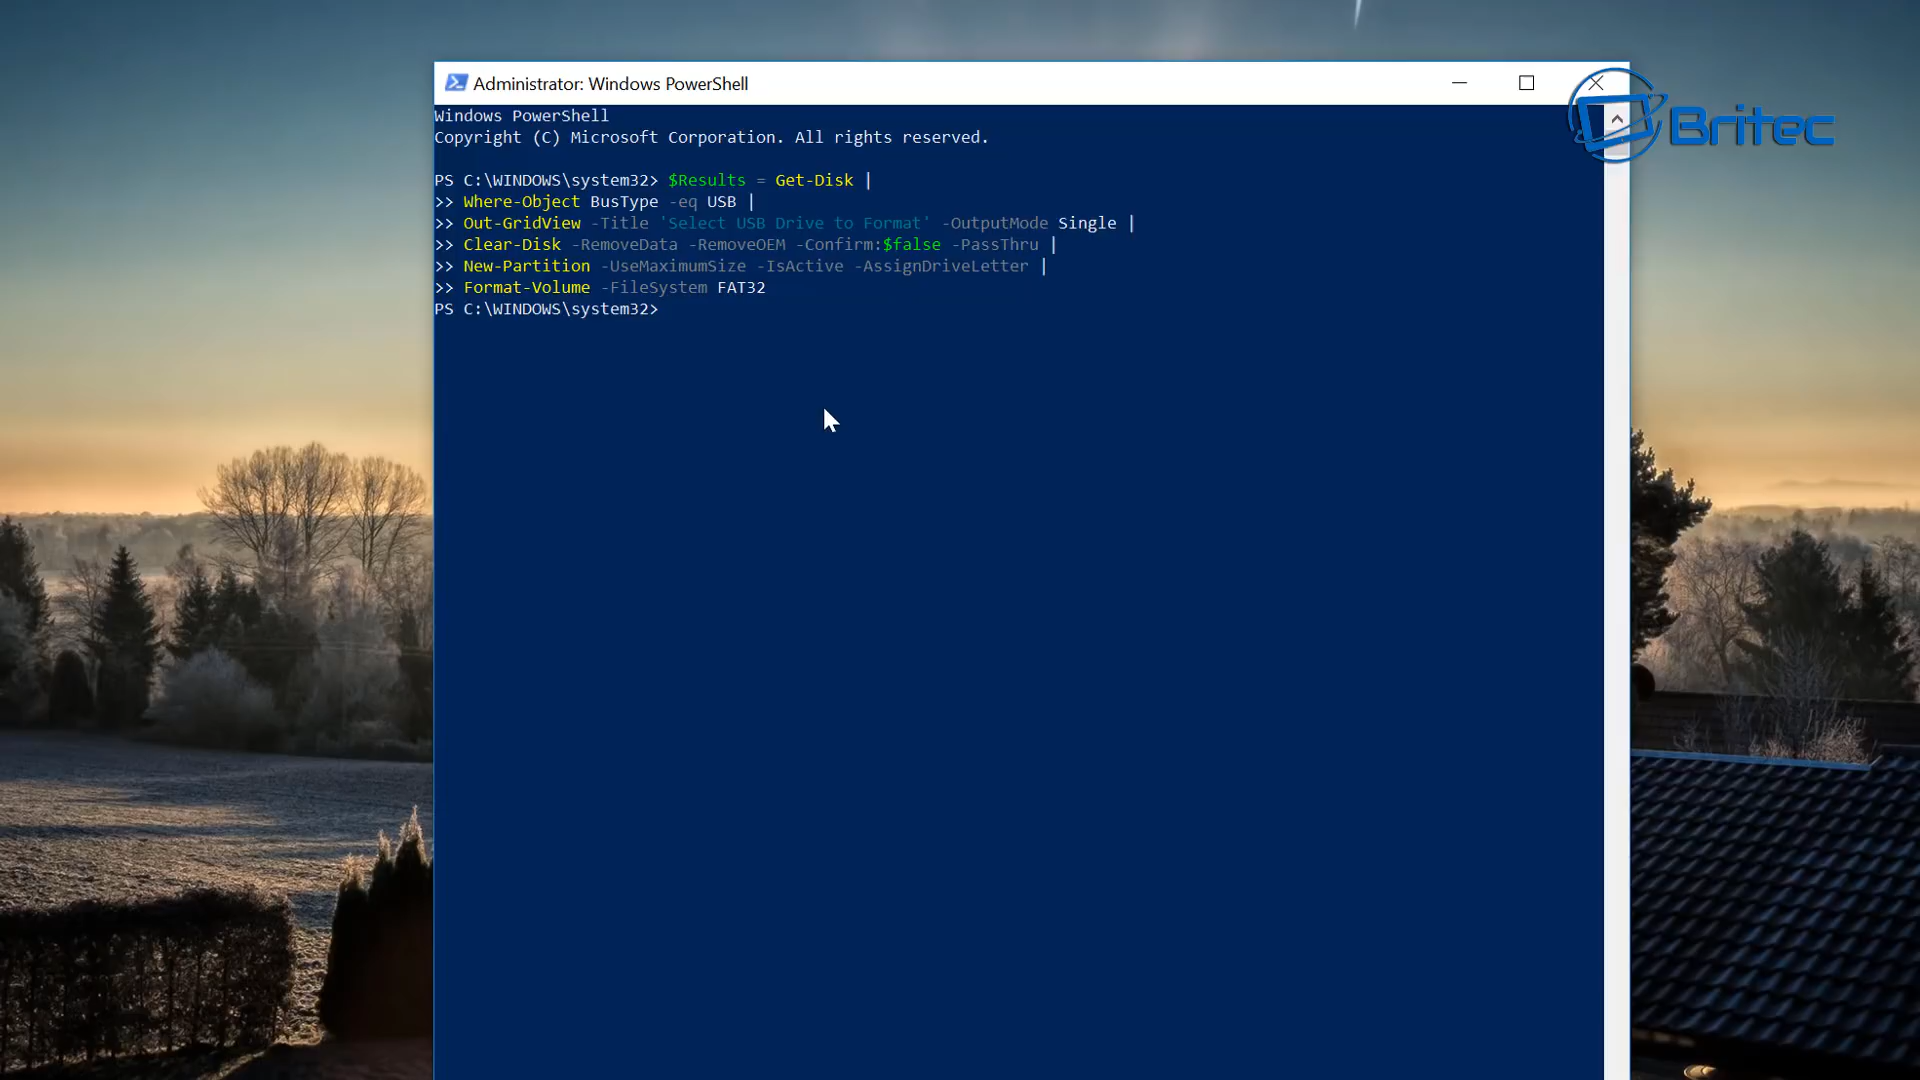 Administrator: Windows PowerShell
Britec
Windows PowerShell
Copyright (C) Microsoft Corporation. All rights reserved.
PS C:\WINDOWS\system32> $Results = Get-Disk |
>> Where-Object BusType -eq USB |
>> Out-GridView -Title 'Select USB Drive to Format' -OutputMode Single |
>> Clear-Disk -RemoveData -RemoveOEM -Confirm:$false -PassThru |
>> New-Partition -UseMaximumSize -IsActive -AssignDriveLetter |
>> Format-Volume -FileSystem FAT32
PS C:\WINDOWS\system32>